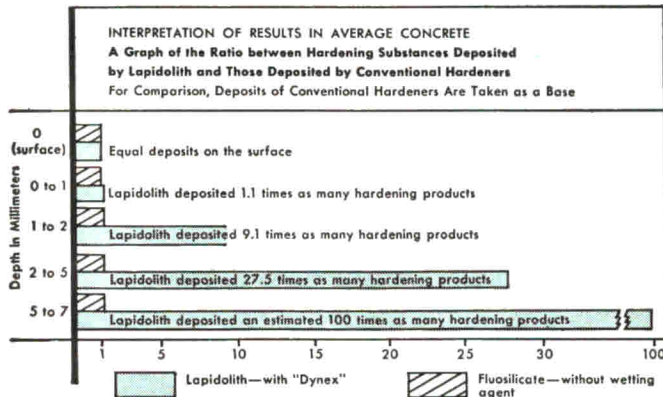 INTERPRETATION OF RESULTS IN AVERAGE CONCRETE
A Graph of the Ratio between Hardening Substances Deposited
by Lapidolith and Those Deposited by Conventional Hardeners
For Comparison, Deposits of Conventional Hardeners Are Taken as a Base
Depth in Millimeters
0
(surface)
Equal deposits on the surface
0 to 1
Lapidolith deposited 1.1 times as many hardening products
1 to 2
Lapidolith deposited 9.1 times as many hardening products
2 to 5
Lapidolith deposited 27.5 times as many hardening products
5 to 7
Lapidolith deposited an estimated 100 times as many hardening products
1 5 10 15 20 25 30 100
Lapidolith—with "Dynex"
Fluosilicate—without wetting
agent